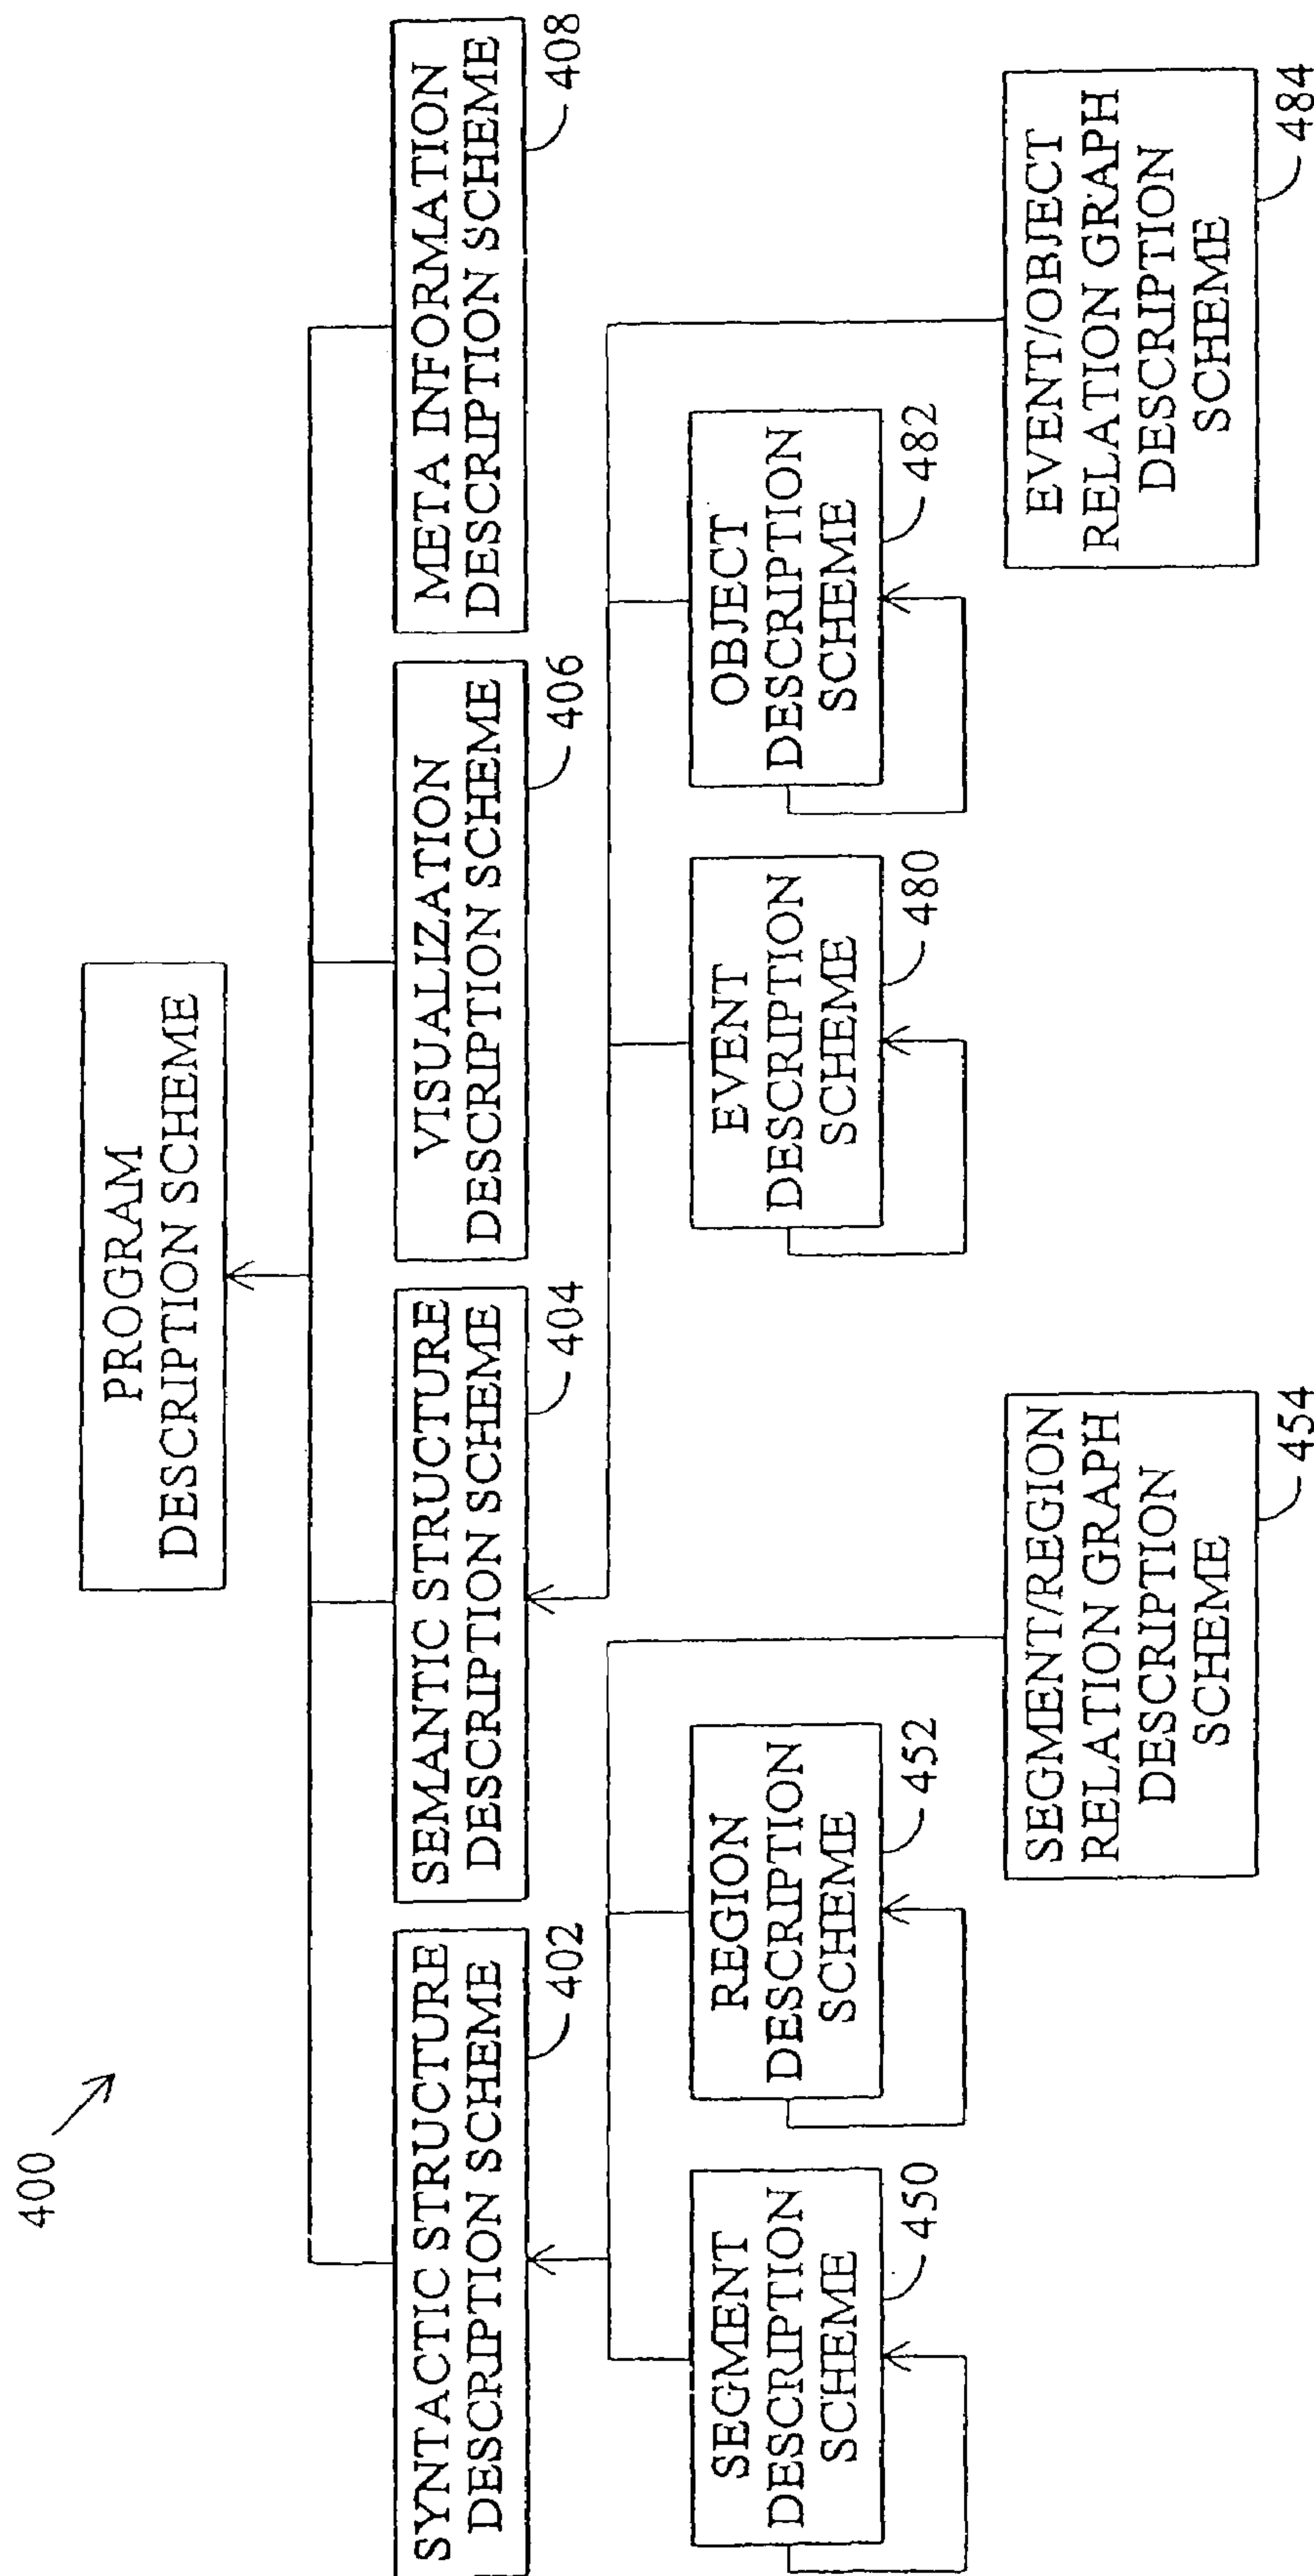 400
PROGRAM
DESCRIPTION SCHEME
SYNTACTIC STRUCTURE
DESCRIPTION SCHEME
402
SEMANTIC STRUCTURE
DESCRIPTION SCHEME
404
VISUALIZATION
DESCRIPTION SCHEME
406
META INFORMATION
DESCRIPTION SCHEME
408
SEGMENT
DESCRIPTION
SCHEME
450
REGION
DESCRIPTION
SCHEME
452
EVENT
DESCRIPTION
SCHEME
480
OBJECT
DESCRIPTION
SCHEME
482
SEGMENT/REGION
RELATION GRAPH
DESCRIPTION
SCHEME
454
EVENT/OBJECT
RELATION GRAPH
DESCRIPTION
SCHEME
484